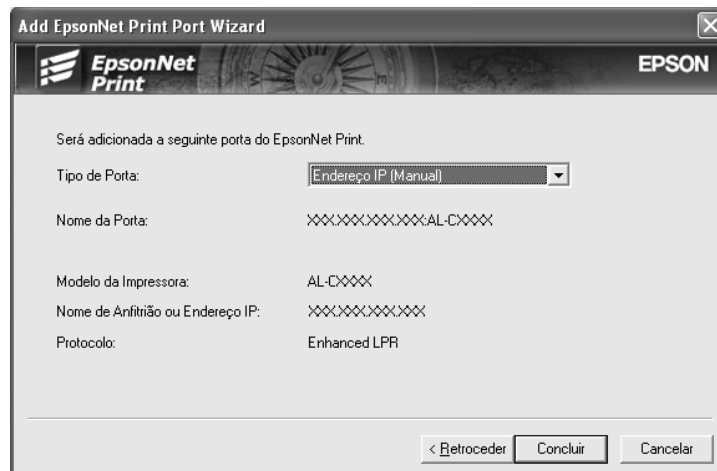 Add EpsonNet Print Port Wizard
EpsonNet
Print
EPSON
Será adicionada a seguinte porta do EpsonNet Print.
Tipo de Porta: Endereço IP (Manual)
Nome da Porta: XXX.XXX.XXX.XXX:AL-CXXXX
Modelo da Impressora: AL-CXXXX
Nome de Anfitrião ou Endereço IP: XXX.XXX.XXX.XXX
Protocolo: Enhanced LPR
< Retroceder Concluir Cancelar